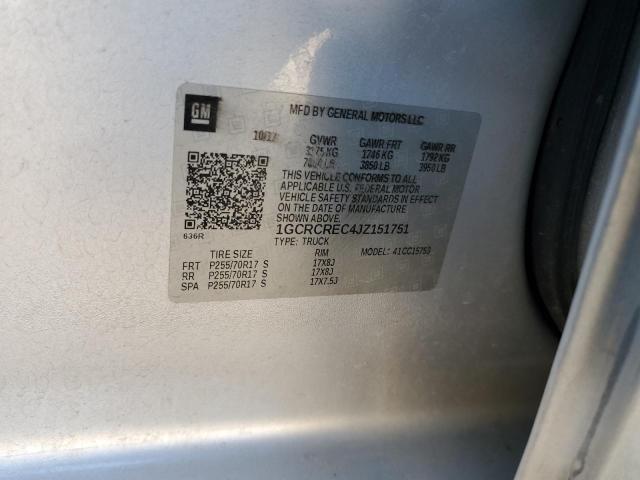 GM
MFD BY GENERAL MOTORS LLC
10/17 GVWR GAWR FRT GAWR RR
3175 KG 1746 KG 1792 KG
LB 3850 LB 3950 LB
THIS VEHICLE CONFORMS TO ALL
APPLICABLE U.S. FEDERAL MOTOR
VEHICLE SAFETY STANDARDS IN EFFECT
ON THE DATE OF MANUFACTURE
SHOWN ABOVE.
1GCRCREC4JZ151751
636R
TYPE: TRUCK MODEL: 41CC15753
TIRE SIZE RIM
FRT P255/70R17 S 17X8J
RR P255/70R17 S 17X8J
SPA P255/70R17 S 17X7.5J